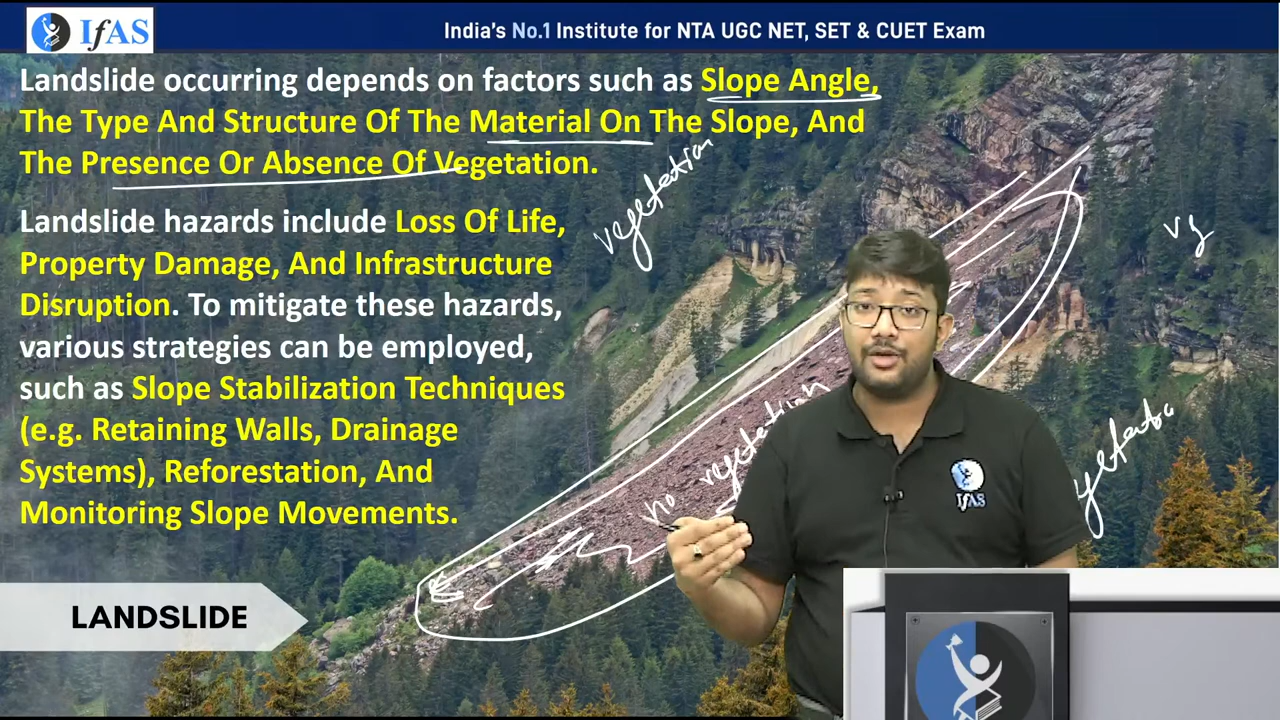 IfAS
India's No.1 Institute for NTA UGC NET, SET & CUET Exam
Landslide occurring depends on factors such as Slope Angle,
The Type And Structure Of The Material On The Slope, And
The Presence Or Absence Of Vegetation.
vegetation
Landslide hazards include Loss Of Life,
Property Damage, And Infrastructure
Disruption. To mitigate these hazards,
various strategies can be employed,
such as Slope Stabilization Techniques
(e.g. Retaining Walls, Drainage
Systems), Reforestation, And
Monitoring Slope Movements.
no vegetation
IfAS
LANDSLIDE